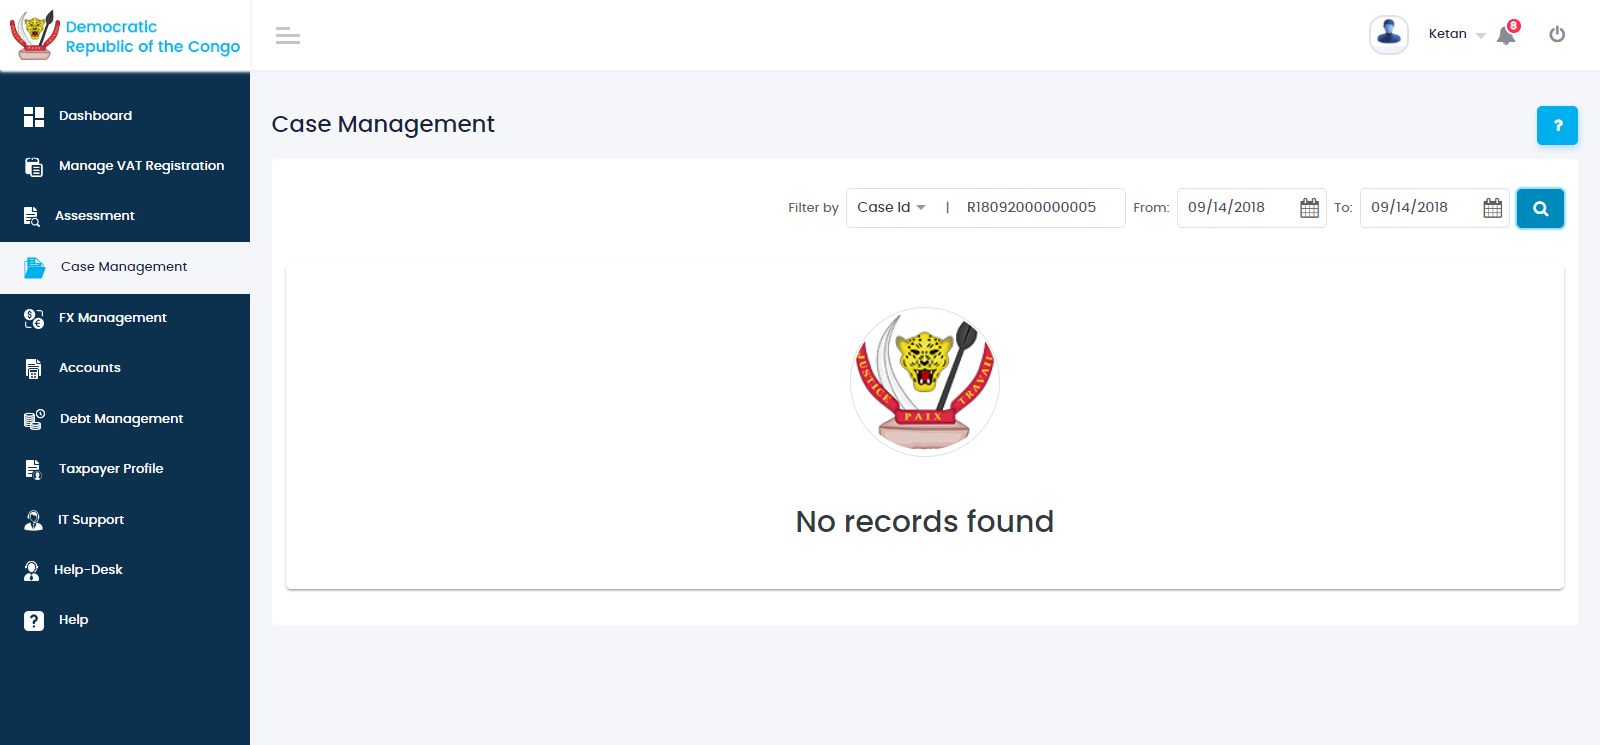 Democratic
Republic of the Congo
Ketan
8
Dashboard
Manage VAT Registration
Assessment
Case Management
FX Management
Accounts
Debt Management
Taxpayer Profile
IT Support
Help-Desk
Help
Case Management
?
Filter by Case Id | R18092000000005 From: 09/14/2018 To: 09/14/2018
JUSTICE PAIX TRAVAIL
No records found